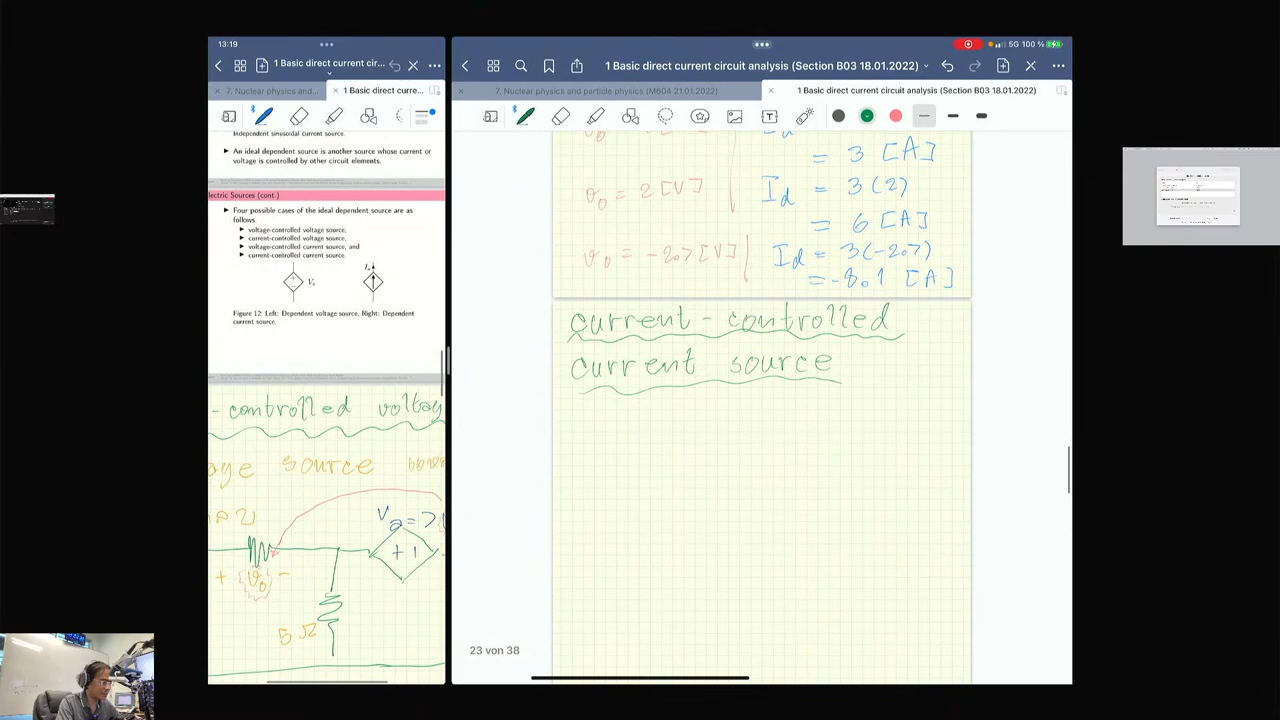 13:19
5G 100 %
1 Basic direct current cir...
7. Nuclear physics and...
1 Basic direct current cir...
Independent sinusoidal current source.
An ideal dependent source is another source whose current or
voltage is controlled by other circuit elements.
lectric Sources (cont.)
Four possible cases of the ideal dependent source are as
follows.
voltage-controlled voltage source,
current-controlled voltage source,
voltage-controlled current source, and
current-controlled current source.
Figure 12: Left: Dependent voltage source, Right: Dependent
current source.
-controlled voltag
age source
+ v₀ -
5 Ω
1 Basic direct current circuit analysis (Section B03 18.01.2022)
7. Nuclear physics and particle physics (M604 21.01.2022)
1 Basic direct current circuit analysis (Section B03 18.01.2022)
= 3 [A]
v₀ = 2 [V] I_d = 3(2)
= 6 [A]
v₀ = -2.7 [V] I_d = 3(-2.7)
= -8.1 [A]
current-controlled
current source
23 von 38